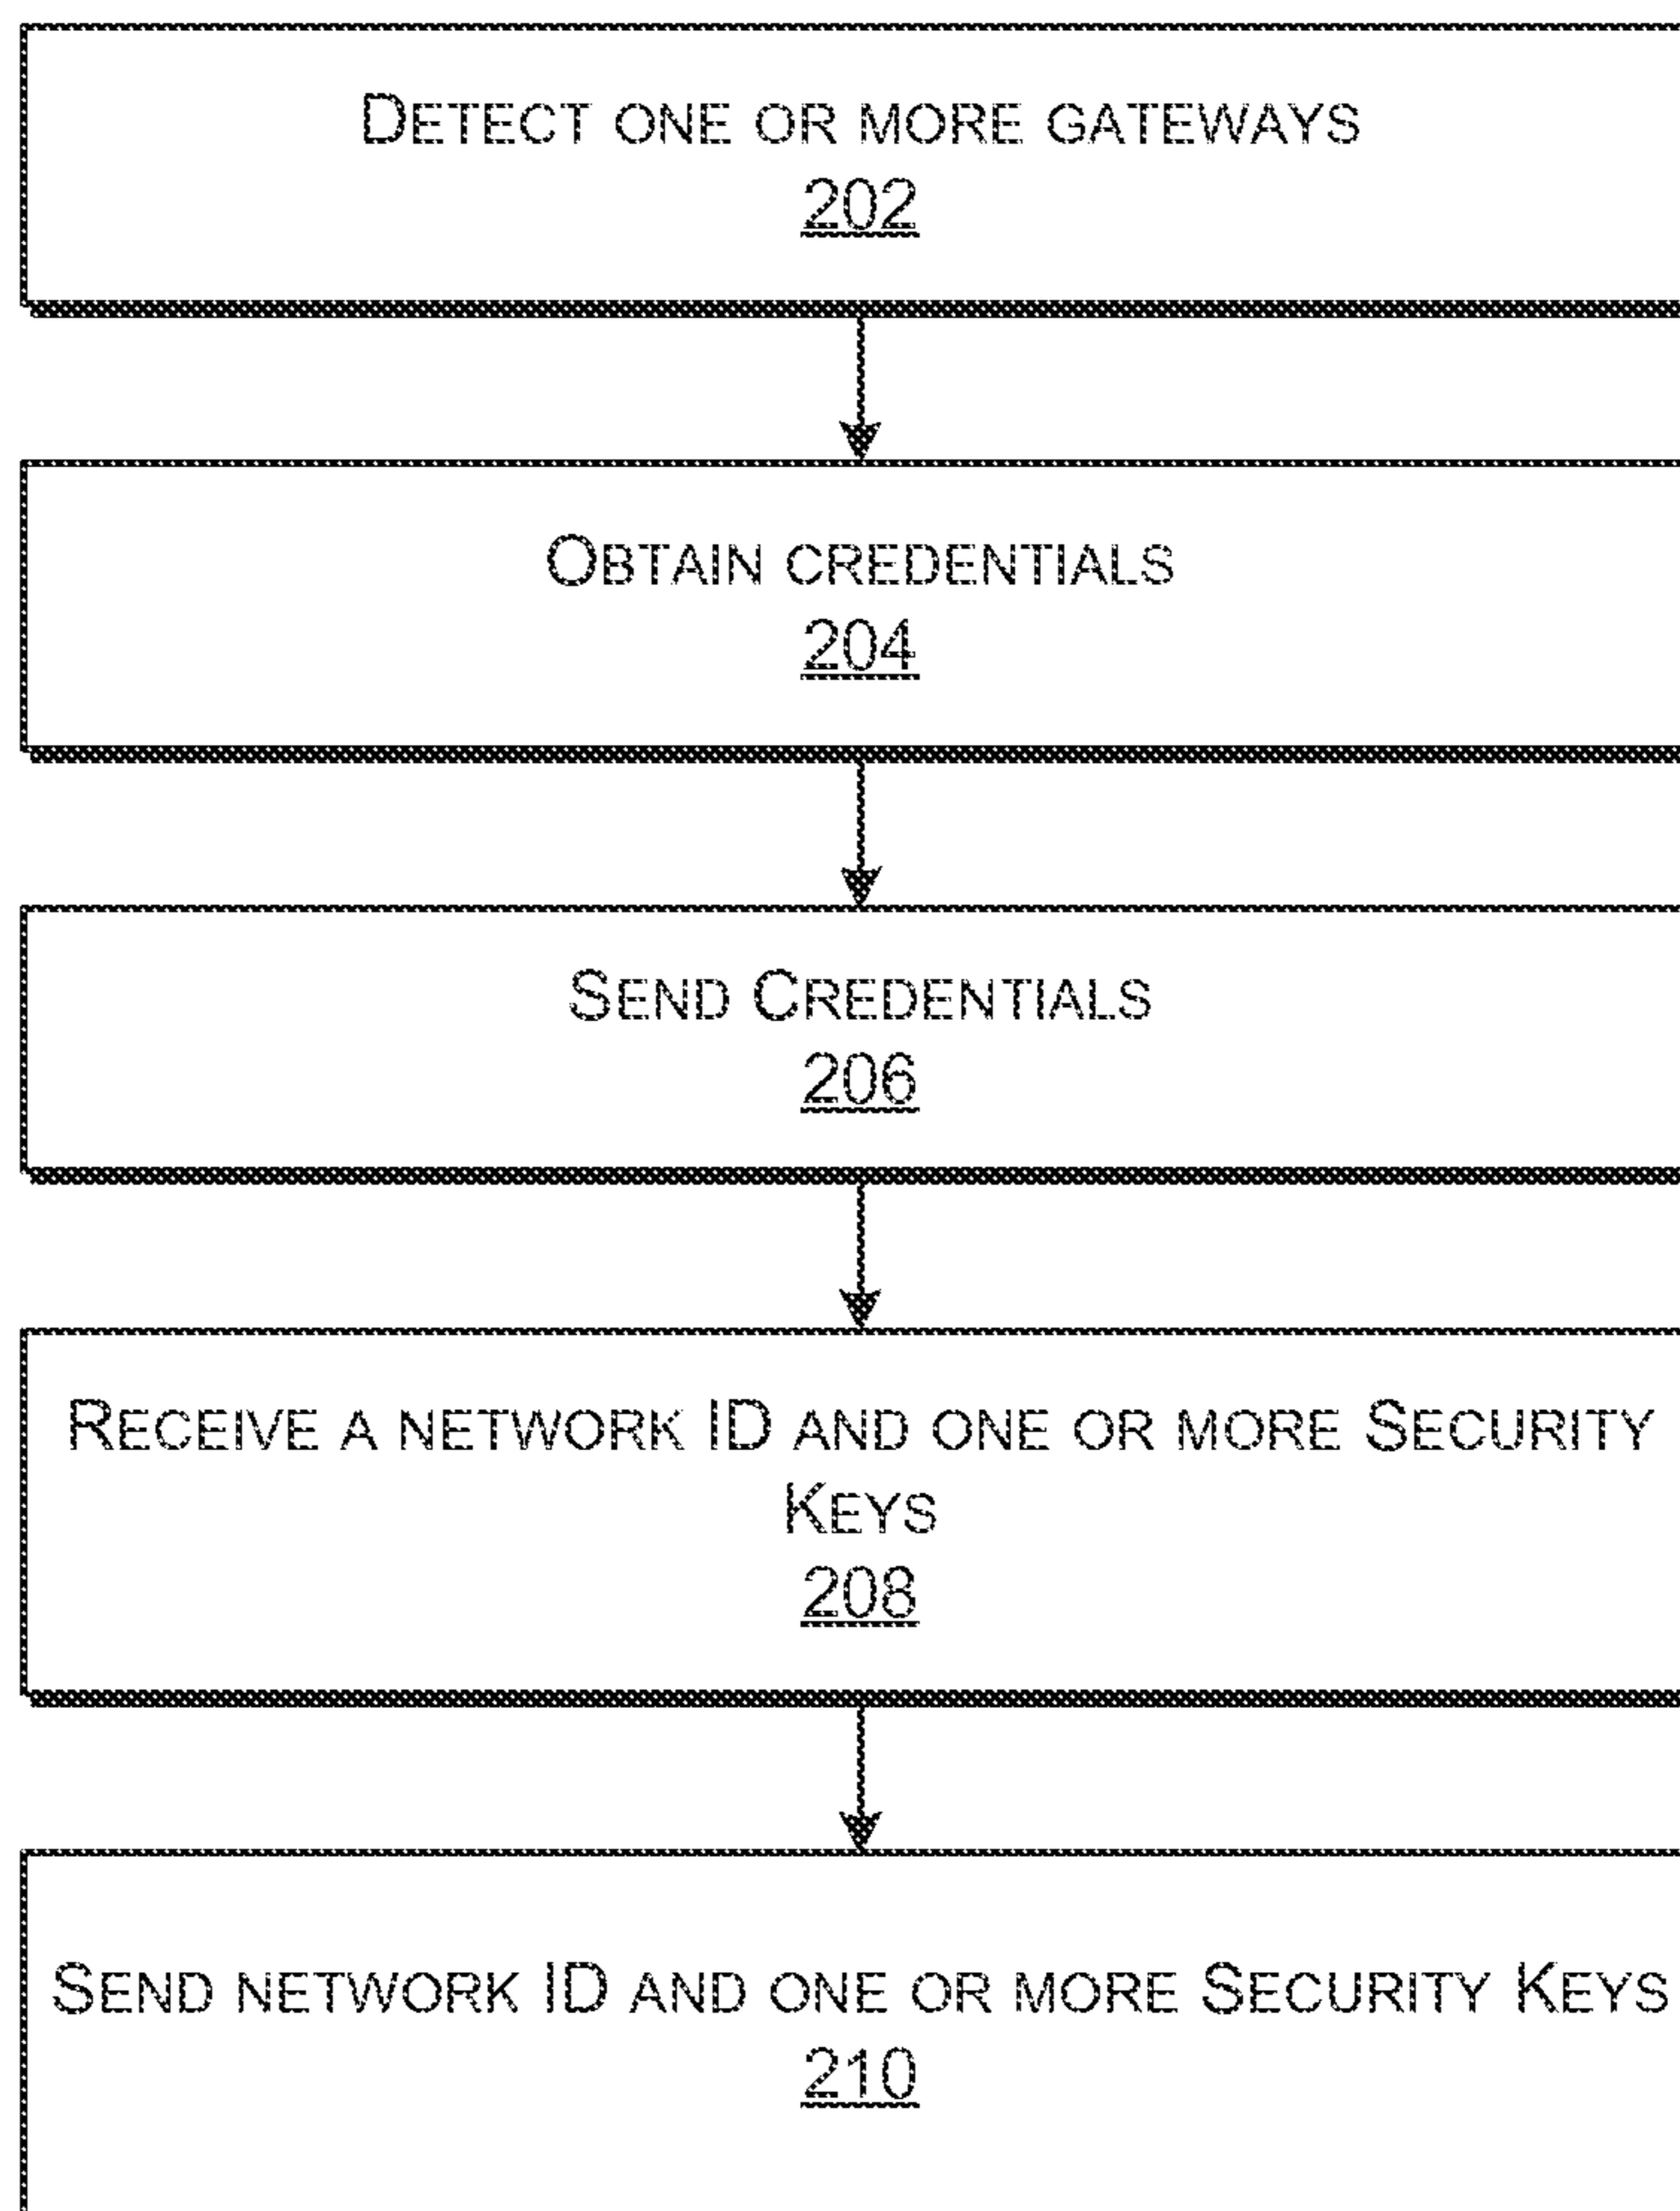 DETECT ONE OR MORE GATEWAYS
202
OBTAIN CREDENTIALS
204
SEND CREDENTIALS
206
RECEIVE A NETWORK ID AND ONE OR MORE SECURITY
KEYS
208
SEND NETWORK ID AND ONE OR MORE SECURITY KEYS
210